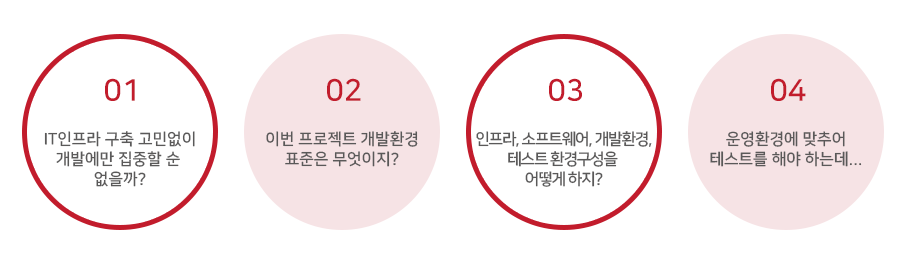 01
IT인프라 구축 고민없이
개발에만 집중할 순
없을까?
02
이번 프로젝트 개발환경
표준은 무엇이지?
03
인프라, 소프트웨어, 개발환경,
테스트 환경구성을
어떻게 하지?
04
운영환경에 맞추어
테스트를 해야 하는데...